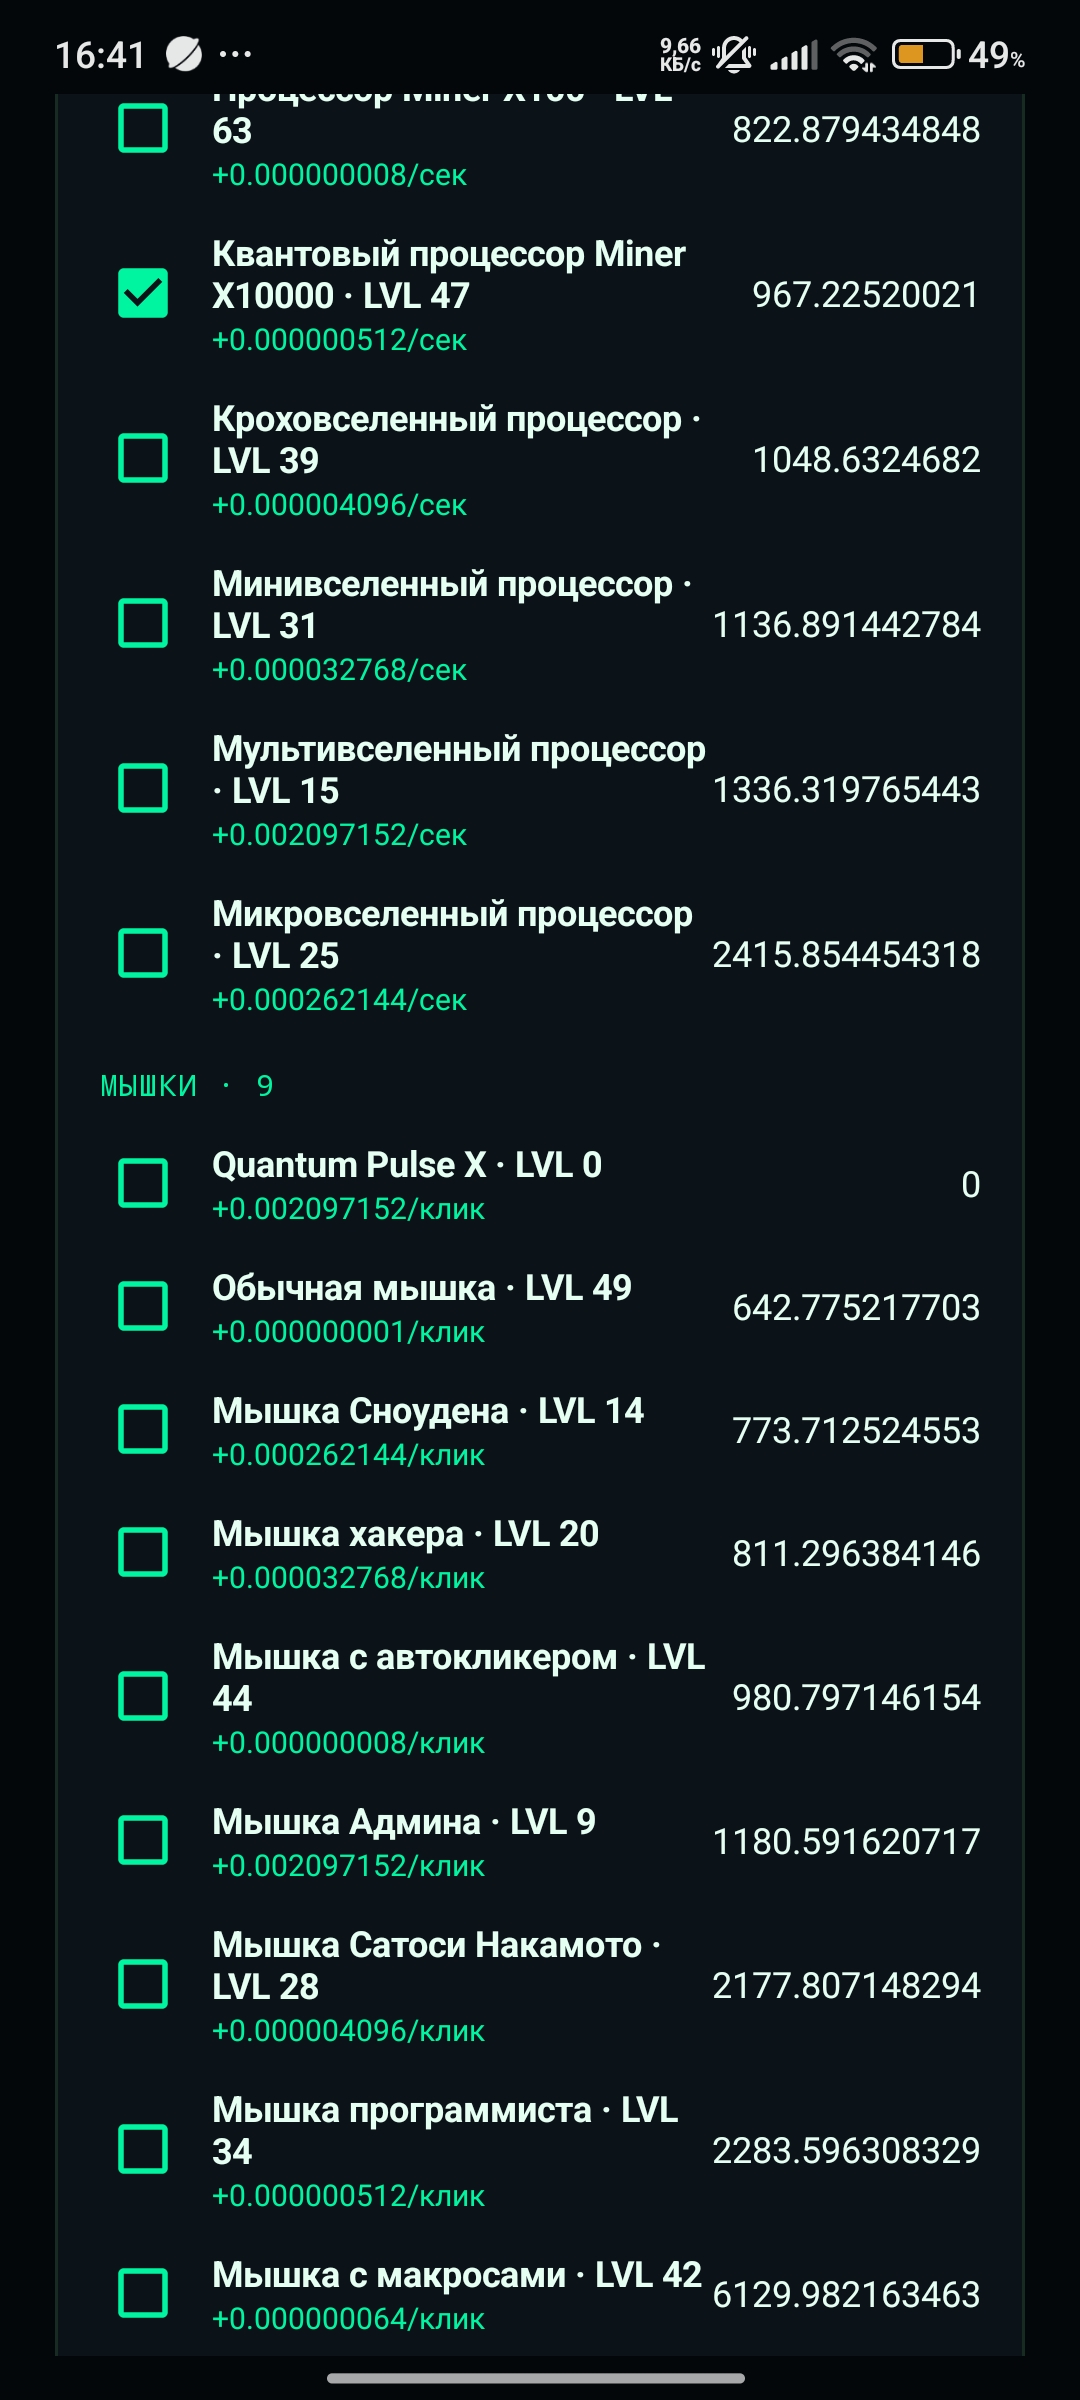 16:41 ... 9,66 КБ/с 49%
Процессор Miner X100 · LVL
63
822.879434848
+0.000000008/сек
Квантовый процессор Miner
X10000 · LVL 47
967.22520021
+0.000000512/сек
Кроховселенный процессор ·
LVL 39
1048.6324682
+0.000004096/сек
Минивселенный процессор ·
LVL 31
1136.891442784
+0.000032768/сек
Мультивселенный процессор
· LVL 15
1336.319765443
+0.002097152/сек
Микровселенный процессор
· LVL 25
2415.854454318
+0.000262144/сек
МЫШКИ · 9
Quantum Pulse X · LVL 0
0
+0.002097152/клик
Обычная мышка · LVL 49
642.775217703
+0.000000001/клик
Мышка Сноудена · LVL 14
773.712524553
+0.000262144/клик
Мышка хакера · LVL 20
811.296384146
+0.000032768/клик
Мышка с автокликером · LVL
44
980.797146154
+0.000000008/клик
Мышка Админа · LVL 9
1180.591620717
+0.002097152/клик
Мышка Сатоси Накамото ·
LVL 28
2177.807148294
+0.000004096/клик
Мышка программиста · LVL
34
2283.596308329
+0.000000512/клик
Мышка с макросами · LVL 42
6129.982163463
+0.000000064/клик